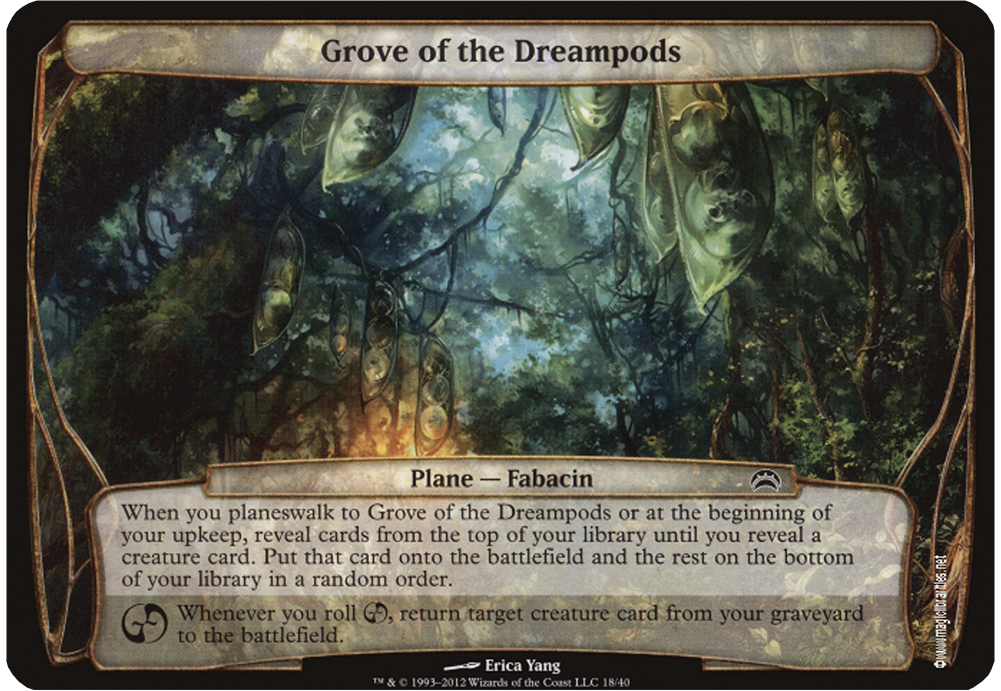 Grove of the Dreampods
Plane — Fabacin
When you planeswalk to Grove of the Dreampods or at the beginning of
your upkeep, reveal cards from the top of your library until you reveal a
creature card. Put that card onto the battlefield and the rest on the bottom
of your library in a random order.
Whenever you roll , return target creature card from your graveyard
to the battlefield.
Erica Yang
™ & © 1993–2012 Wizards of the Coast LLC 18/40